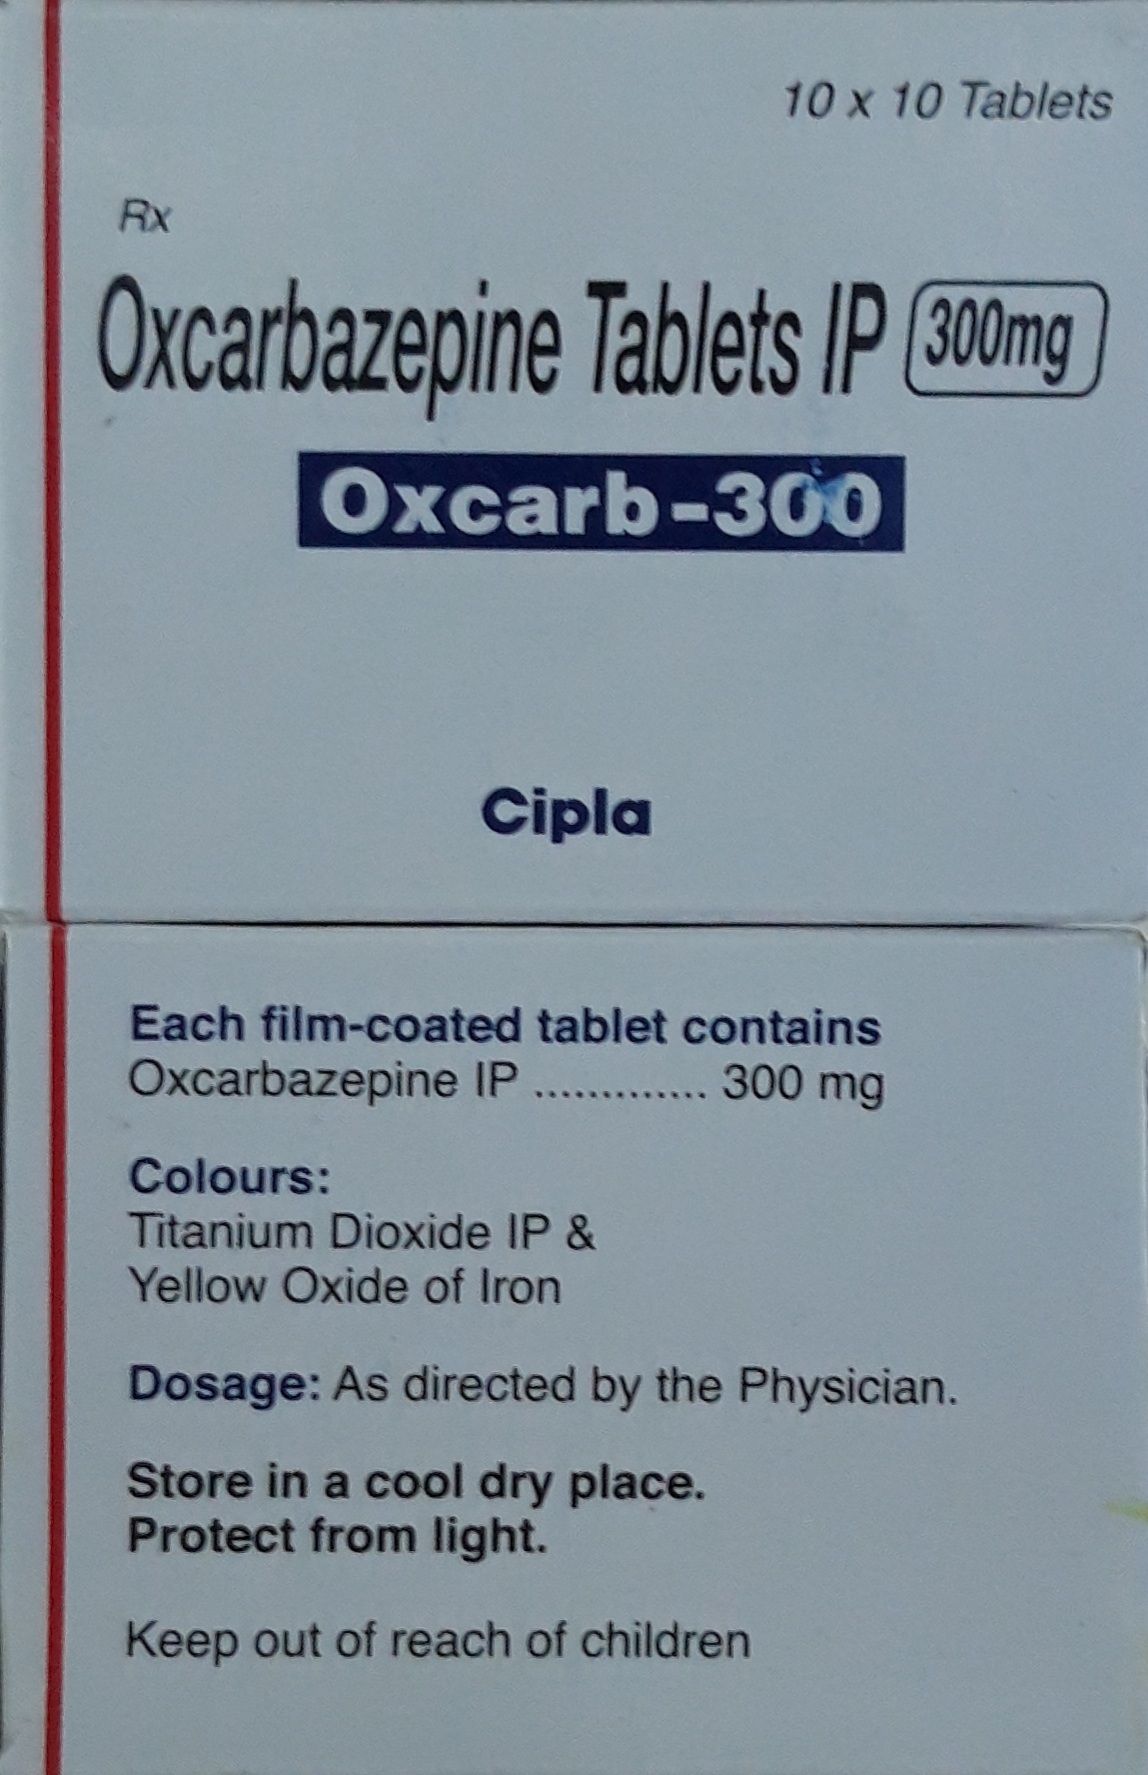 10 x 10 Tablets
Rx
Oxcarbazepine Tablets IP 300mg
Oxcarb-300
Cipla
Each film-coated tablet contains
Oxcarbazepine IP ............. 300 mg
Colours:
Titanium Dioxide IP &
Yellow Oxide of Iron
Dosage: As directed by the Physician.
Store in a cool dry place.
Protect from light.
Keep out of reach of children